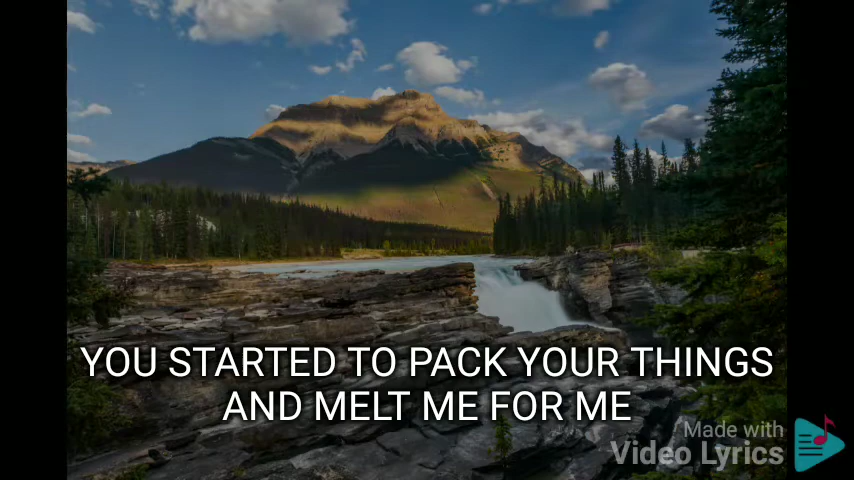 YOU STARTED TO PACK YOUR THINGS
AND MELT ME FOR ME
Made with
Video Lyrics